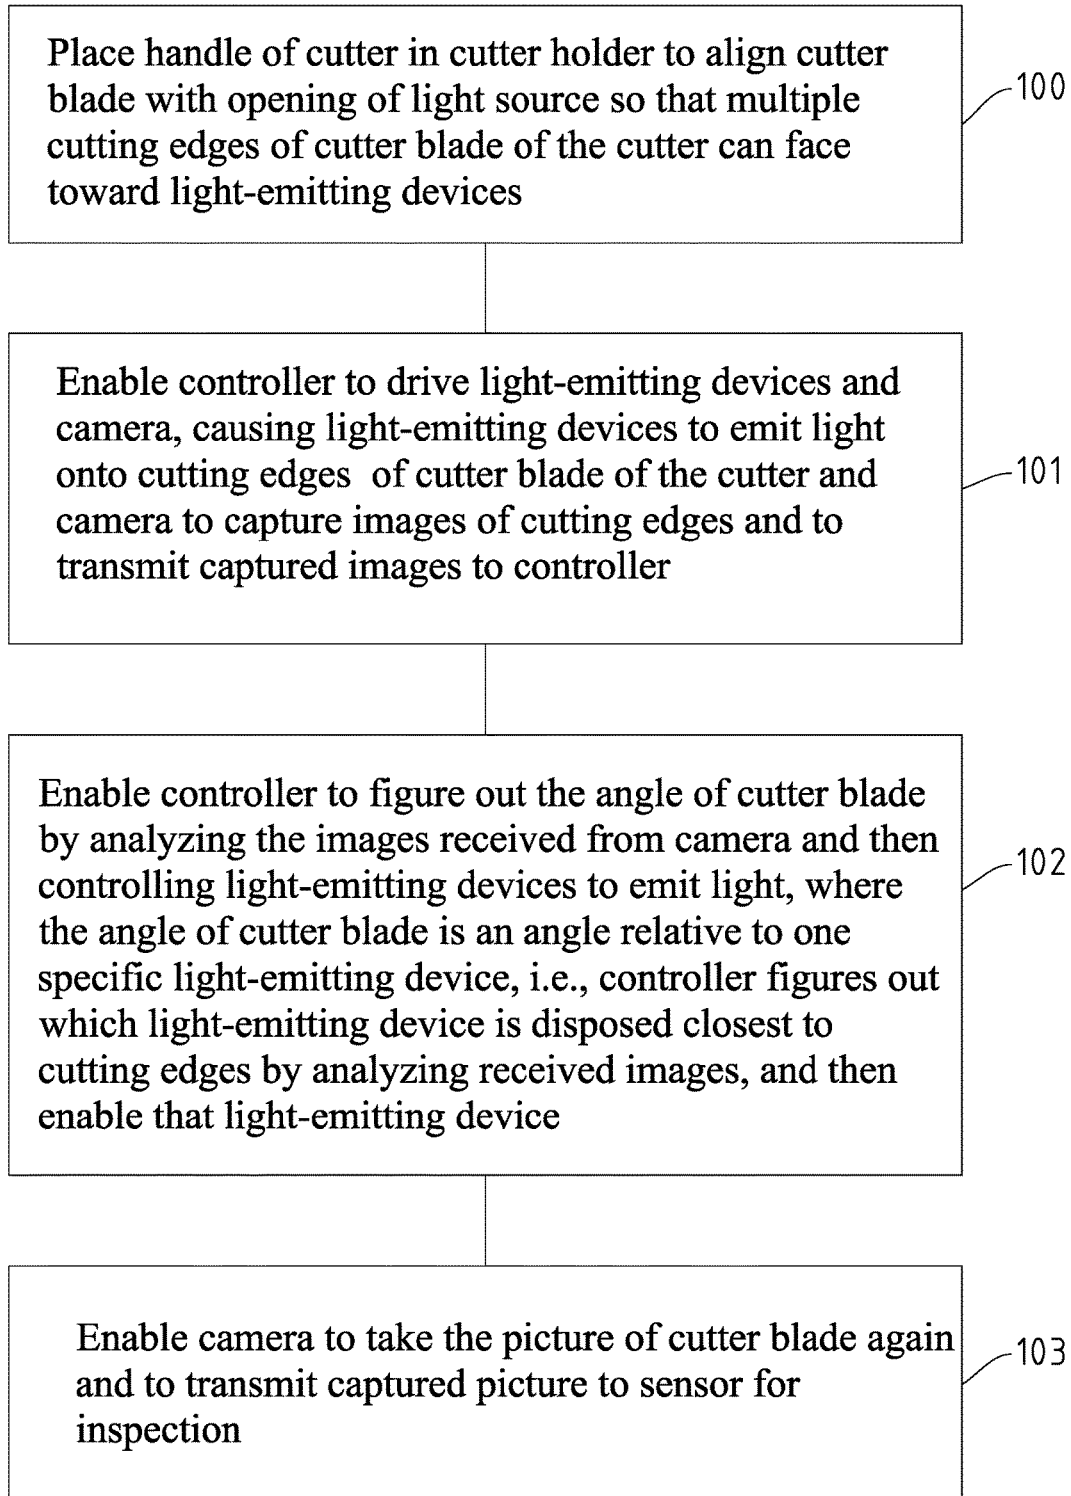 Place handle of cutter in cutter holder to align cutter
blade with opening of light source so that multiple
cutting edges of cutter blade of the cutter can face
toward light-emitting devices
100
Enable controller to drive light-emitting devices and
camera, causing light-emitting devices to emit light
onto cutting edges of cutter blade of the cutter and
camera to capture images of cutting edges and to
transmit captured images to controller
101
Enable controller to figure out the angle of cutter blade
by analyzing the images received from camera and then
controlling light-emitting devices to emit light, where
the angle of cutter blade is an angle relative to one
specific light-emitting device, i.e., controller figures out
which light-emitting device is disposed closest to
cutting edges by analyzing received images, and then
enable that light-emitting device
102
Enable camera to take the picture of cutter blade again
and to transmit captured picture to sensor for
inspection
103